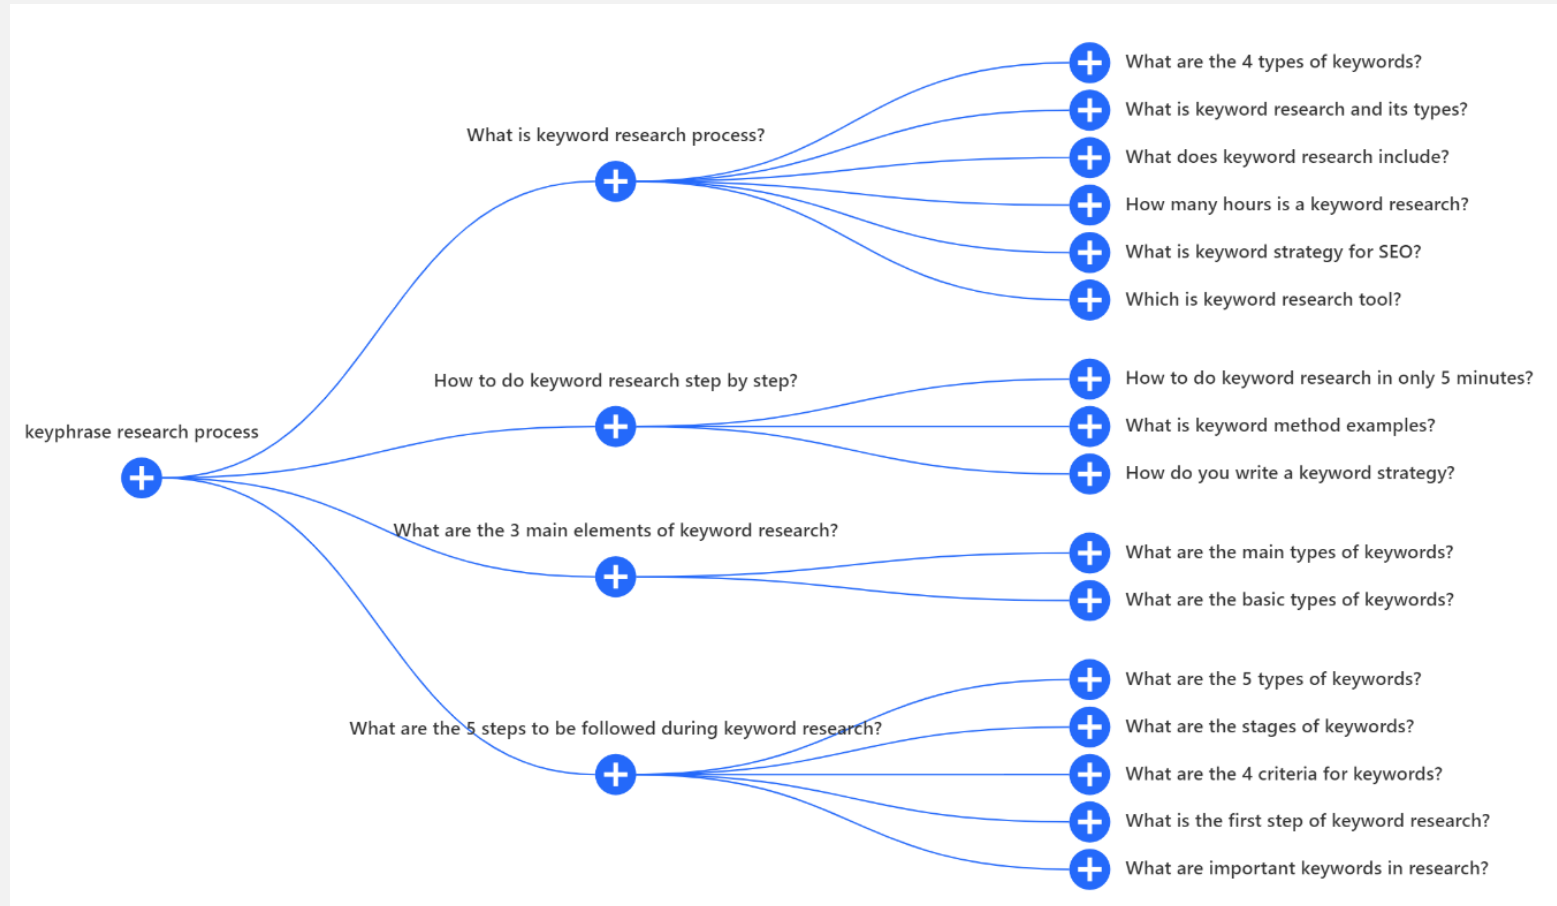 keyphrase research process
What is keyword research process?
What are the 4 types of keywords?
What is keyword research and its types?
What does keyword research include?
How many hours is a keyword research?
What is keyword strategy for SEO?
Which is keyword research tool?
How to do keyword research step by step?
How to do keyword research in only 5 minutes?
What is keyword method examples?
How do you write a keyword strategy?
What are the 3 main elements of keyword research?
What are the main types of keywords?
What are the basic types of keywords?
What are the 5 steps to be followed during keyword research?
What are the 5 types of keywords?
What are the stages of keywords?
What are the 4 criteria for keywords?
What is the first step of keyword research?
What are important keywords in research?